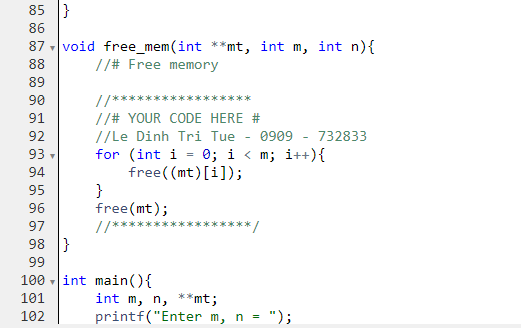 85 }
86
87 void free_mem(int **mt, int m, int n){
88     //# Free memory
89
90     //*****************
91     //# YOUR CODE HERE #
92     //Le Dinh Tri Tue - 0909 - 732833
93     for (int i = 0; i < m; i++){
94         free((mt)[i]);
95     }
96     free(mt);
97     //*****************/
98 }
99
100 int main(){
101     int m, n, **mt;
102     printf("Enter m, n = ");